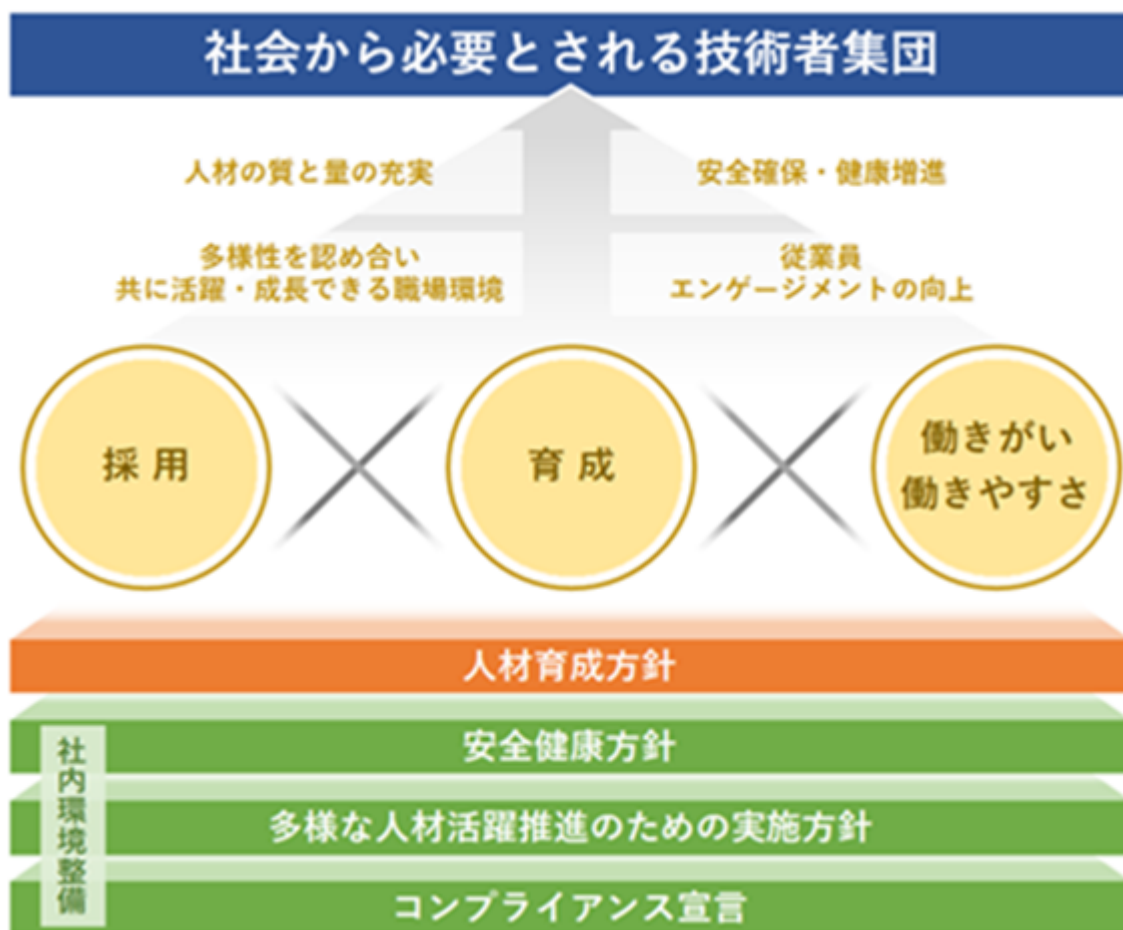 社会から必要とされる技術者集団
人材の質と量の充実
安全確保・健康増進
多様性を認め合い
共に活躍・成長できる職場環境
従業員
エンゲージメントの向上
採用
育成
働きがい
働きやすさ
人材育成方針
社内環境整備
安全健康方針
多様な人材活躍推進のための実施方針
コンプライアンス宣言